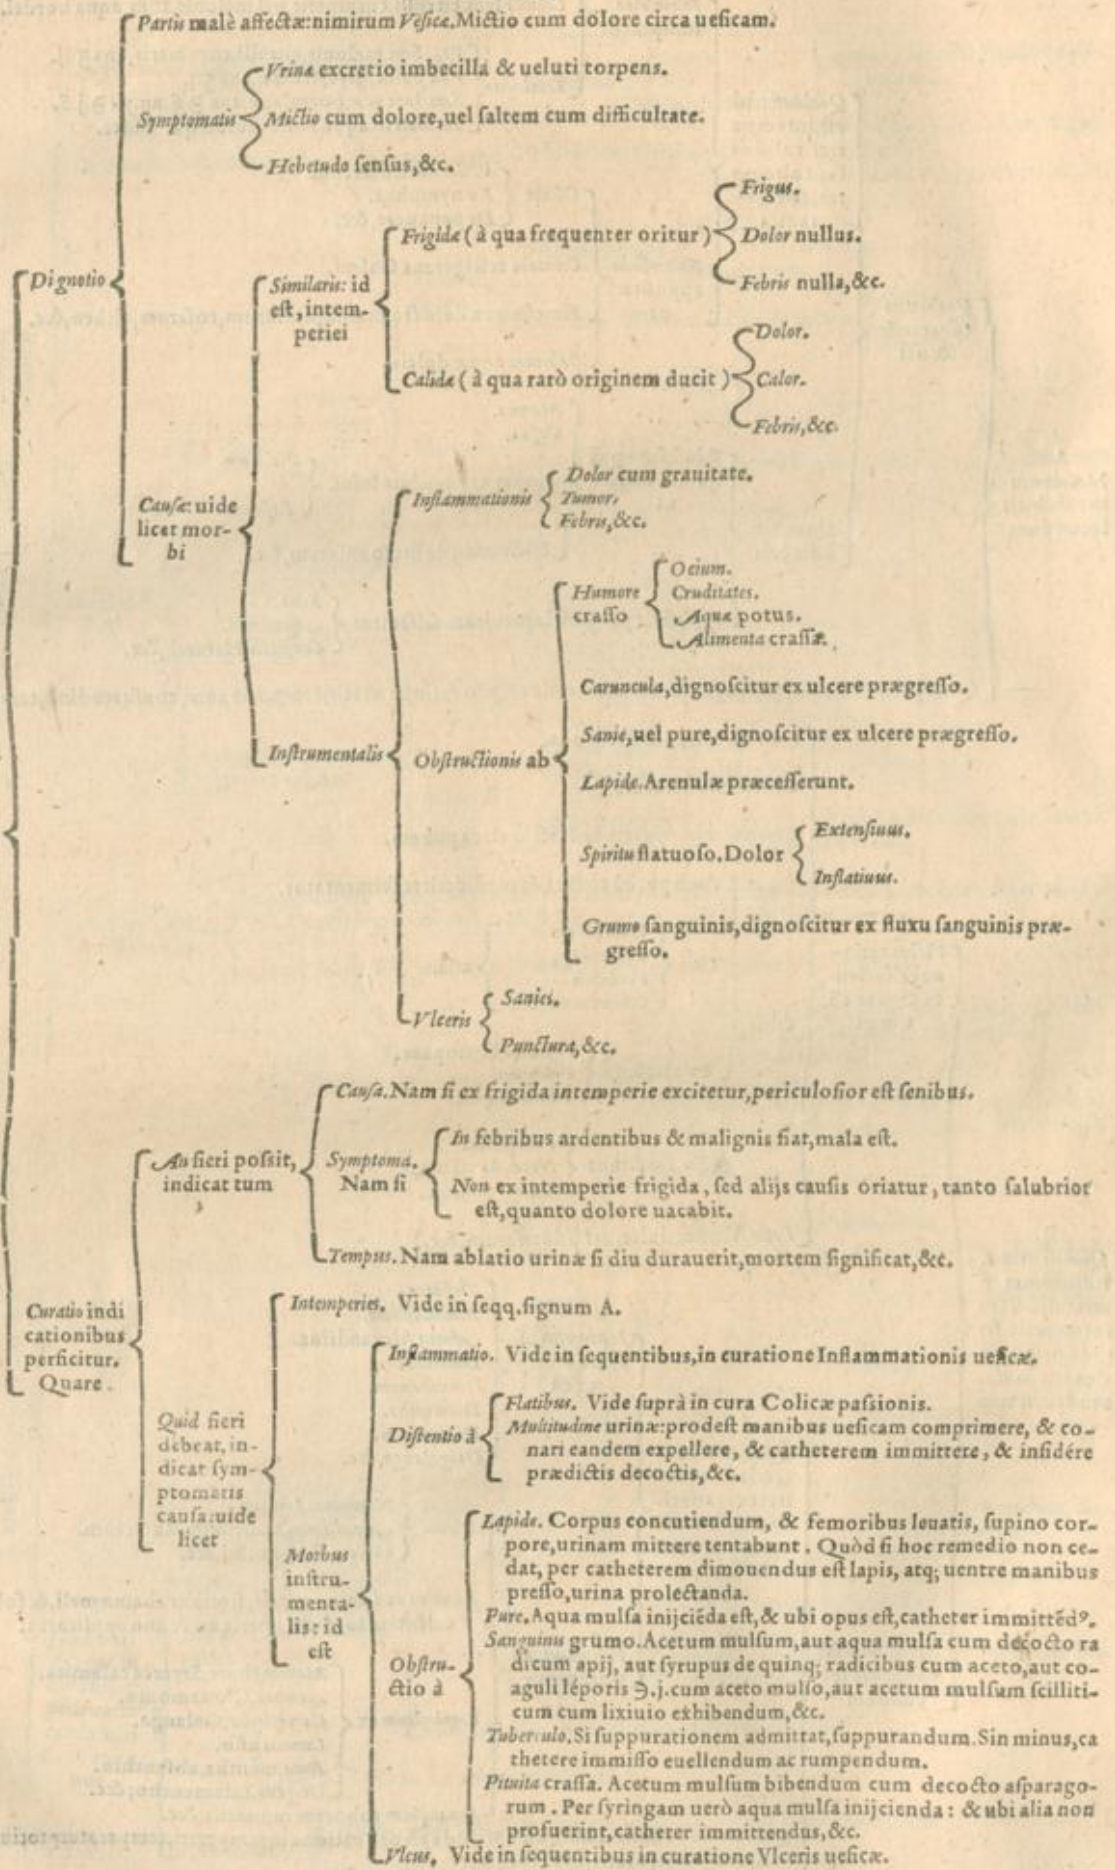 Partis malè affectæ: nimirum Vesicæ. Mictio cum dolore circa uesicam.
Symptomatis
Vrinæ excretio imbecilla & ueluti torpens.
Mictio cum dolore, uel saltem cum difficultate.
Hebetudo sensus, &c.
Dignotio
Causæ: uide
licet mor-
bi
Similaris: id
est, intem-
periei
Frigidæ (à qua frequenter oritur)
Frigus.
Dolor nullus.
Febris nulla, &c.
Calidæ (à qua rarò originem ducit)
Dolor.
Calor.
Febris, &c.
Instrumentalis
Inflammationis
Dolor cum grauitate.
Tumor.
Febris, &c.
Obstructionis ab
Humore
crasso
Ocium.
Cruditates.
Aquæ potus.
Alimenta crassa.
Caruncula, dignoscitur ex ulcere prægresso.
Sanie, uel pure, dignoscitur ex ulcere prægresso.
Lapide. Arenulæ præcesserunt.
Spiritu flatuoso. Dolor
Extensiuus.
Inflatiuus.
Grumo sanguinis, dignoscitur ex fluxu sanguinis præ-
gresso.
Vlceris
Sanies.
Punctura, &c.
Curatio indi
cationibus
perficitur.
Quare
An fieri possit,
indicat tum
Causa. Nam si ex frigida intemperie excitetur, periculosior est senibus.
Symptoma.
Nam si
In febribus ardentibus & malignis fiat, mala est.
Non ex intemperie frigida, sed alijs causis oriatur, tanto salubrior
est, quanto dolore uacabit.
Tempus. Nam ablatio urinæ si diu durauerit, mortem significat, &c.
Quid fieri
debeat, in-
dicat sym-
ptomatis
causa: uide
licet
Intemperies. Vide in seqq. signum A.
Morbus
instru-
menta-
lis: id
est
Inflammatio. Vide in sequentibus, in curatione Inflammationis uesicæ.
Distentio à
Flatibus. Vide suprà in cura Colicæ passionis.
Multitudine urinæ: prodest manibus uesicam comprimere, & co-
nari eandem expellere, & catheterem immittere, & insidére
prædictis decoctis, &c.
Obstru-
ctio à
Lapide. Corpus concutiendum, & femoribus leuatis, supino cor-
pore, urinam mittere tentabunt. Quòd si hoc remedio non ce-
dat, per catheterem dimouendus est lapis, atq; uentre manibus
presso, urina prolectanda.
Pure. Aqua mulsa inijciēda est, & ubi opus est, catheter immittēdꝰ.
Sanguinis grumo. Acetum mulsum, aut aqua mulsa cum decocto ra
dicum apij, aut syrupus de quinq; radicibus cum aceto, aut co-
aguli léporis ℈.j. cum aceto mulso, aut acetum mulsum scilliti-
cum cum lixiuio exhibendum, &c.
Tuberculo. Si suppurationem admittat, suppurandum. Sin minus, ca
thetere immisso euellendum ac rumpendum.
Pituita crassa. Acetum mulsum bibendum cum decocto asparago-
rum. Per syringam uerò aqua mulsa inijcienda: & ubi alia non
profuerint, catheter immittendus, &c.
Vlcus. Vide in sequentibus in curatione Vlceris uesicæ.